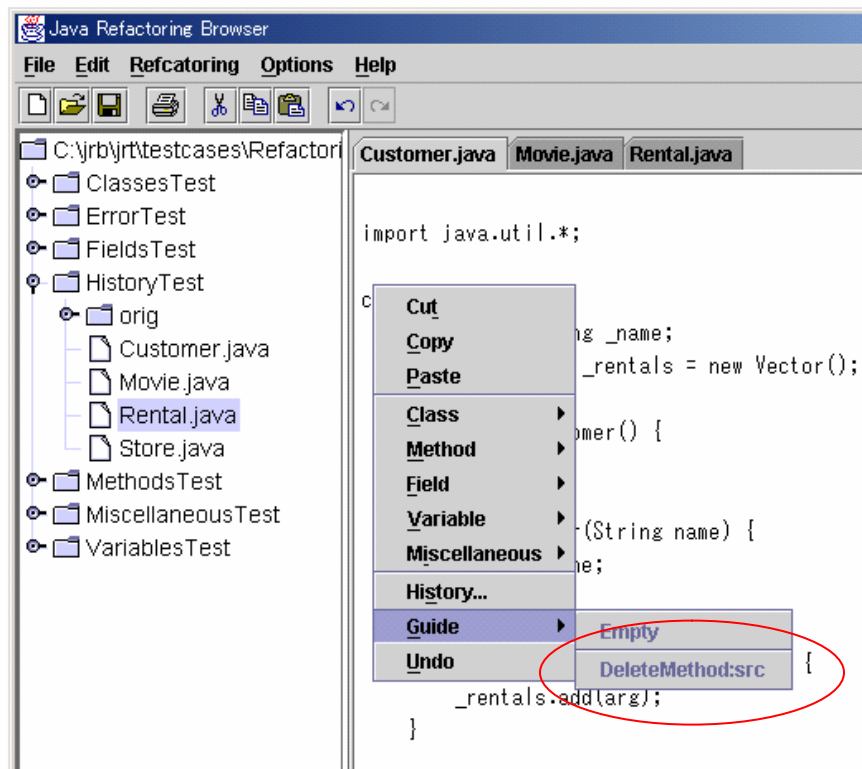 Java Refactoring Browser
File Edit Refcatoring Options Help
C:\jrb\jrt\testcases\Refactori
ClassesTest
ErrorTest
FieldsTest
HistoryTest
orig
Customer.java
Movie.java
Rental.java
Store.java
MethodsTest
MiscellaneousTest
VariablesTest
Customer.java Movie.java Rental.java
import java.util.*;
c
ng _name;
_rentals = new Vector();
omer() {
r(String name) {
me;
{
_rentals.add(arg);
}
Cut
Copy
Paste
Class
Method
Field
Variable
Miscellaneous
History...
Guide
Undo
Empty
DeleteMethod:src